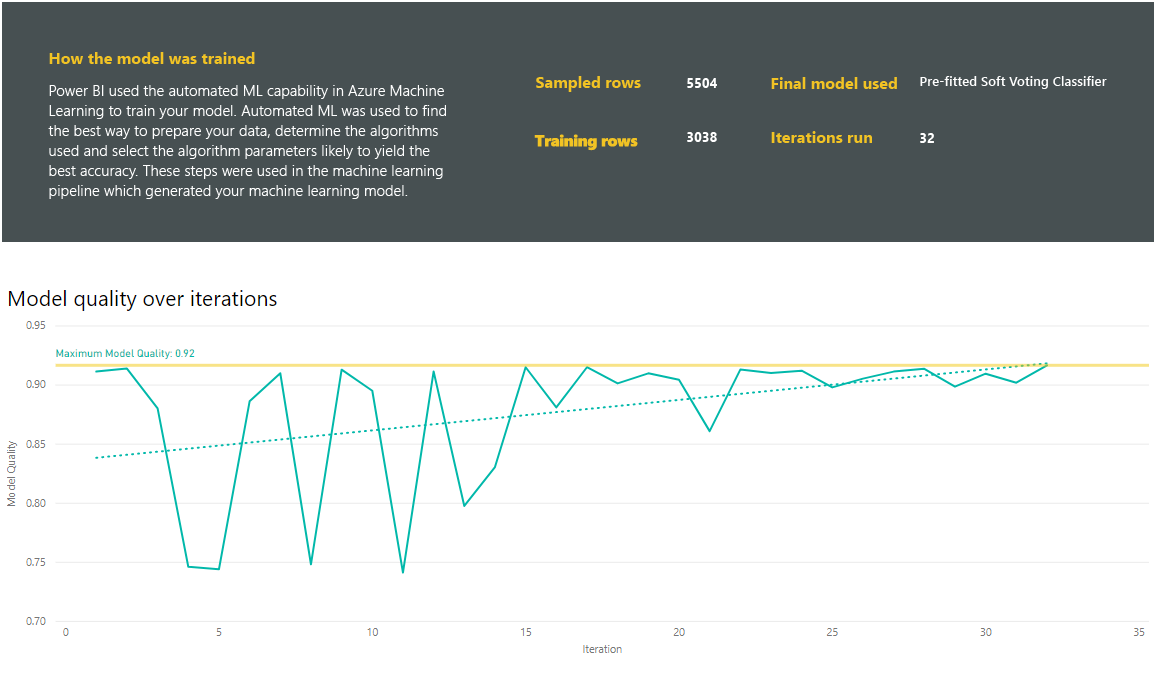 How the model was trained
Power BI used the automated ML capability in Azure Machine
Learning to train your model. Automated ML was used to find
the best way to prepare your data, determine the algorithms
used and select the algorithm parameters likely to yield the
best accuracy. These steps were used in the machine learning
pipeline which generated your machine learning model.
Sampled rows 5504
Training rows 3038
Final model used Pre-fitted Soft Voting Classifier
Iterations run 32
Model quality over iterations
0.95
Maximum Model Quality: 0.92
0.90
0.85
0.80
0.75
0.70
Model Quality
0 5 10 15 20 25 30 35
Iteration